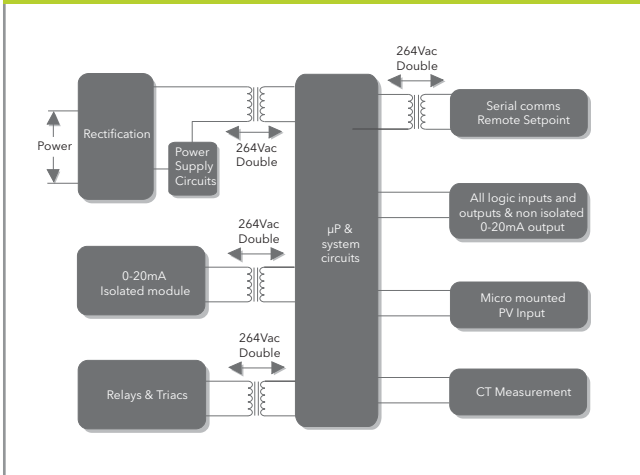 264Vac
Double
Serial comms
Remote Setpoint
Rectification
Power
Power
Supply
Circuits
264Vac
Double
All logic inputs and
outputs & non isolated
0-20mA output
264Vac
Double
µP &
system
circuits
0-20mA
Isolated module
Micro mounted
PV Input
264Vac
Double
Relays & Triacs
CT Measurement